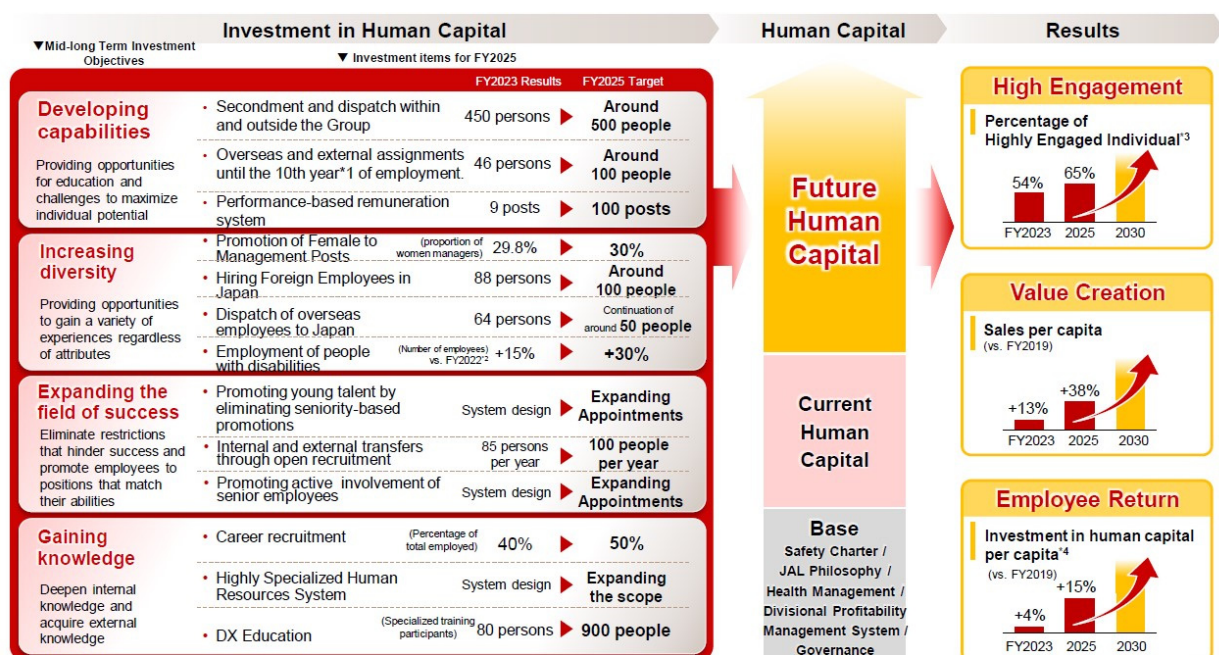 Investment in Human Capital
Human Capital
Results
▼Mid-long Term Investment
Objectives
▼ Investment items for FY2025
FY2023 Results
FY2025 Target
Developing
capabilities
Providing opportunities
for education and
challenges to maximize
individual potential
• Secondment and dispatch within
and outside the Group
450 persons
Around
500 people
• Overseas and external assignments
until the 10th year*1 of employment.
46 persons
Around
100 people
• Performance-based remuneration
system
9 posts
100 posts
Increasing
diversity
Providing opportunities
to gain a variety of
experiences regardless
of attributes
• Promotion of Female to
Management Posts
(proportion of
women managers)
29.8%
30%
• Hiring Foreign Employees in
Japan
88 persons
Around
100 people
• Dispatch of overseas
employees to Japan
64 persons
Continuation of
around 50 people
• Employment of people
with disabilities
(Number of employees)
vs. FY2022*2
+15%
+30%
Expanding the
field of success
Eliminate restrictions
that hinder success and
promote employees to
positions that match
their abilities
• Promoting young talent by
eliminating seniority-based
promotions
System design
Expanding
Appointments
• Internal and external transfers
through open recruitment
85 persons
per year
100 people
per year
• Promoting active involvement of
senior employees
System design
Expanding
Appointments
Gaining
knowledge
Deepen internal
knowledge and
acquire external
knowledge
• Career recruitment
(Percentage of
total employed)
40%
50%
• Highly Specialized Human
Resources System
System design
Expanding
the scope
• DX Education
(Specialized training
participants)
80 persons
900 people
Future
Human
Capital
Current
Human
Capital
Base
Safety Charter /
JAL Philosophy /
Health Management /
Divisional Profitability
Management System /
Governance
High Engagement
Percentage of
Highly Engaged Individual*3
54%
65%
FY2023 2025 2030
Value Creation
Sales per capita
(vs. FY2019)
+13%
+38%
FY2023 2025 2030
Employee Return
Investment in human capital
per capita*4
(vs. FY2019)
+4%
+15%
FY2023 2025 2030